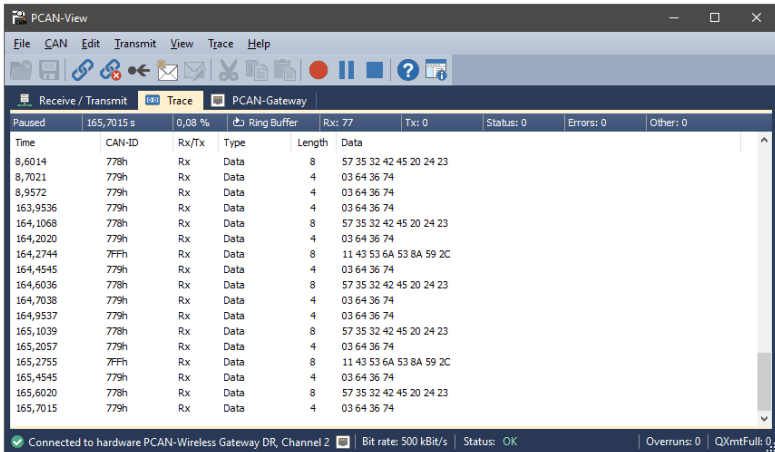 PCAN-View
File CAN Edit Transmit View Trace Help
Receive / Transmit Trace PCAN-Gateway
Paused 165,7015 s 0,08 % Ring Buffer Rx: 77 Tx: 0 Status: 0 Errors: 0 Other: 0
Time CAN-ID Rx/Tx Type Length Data
8,6014 778h Rx Data 8 57 35 32 42 45 20 24 23
8,7021 779h Rx Data 4 03 64 36 74
8,9572 779h Rx Data 4 03 64 36 74
163,9536 779h Rx Data 4 03 64 36 74
164,1068 778h Rx Data 8 57 35 32 42 45 20 24 23
164,2020 779h Rx Data 4 03 64 36 74
164,2744 7FFh Rx Data 8 11 43 53 6A 53 8A 59 2C
164,4545 779h Rx Data 4 03 64 36 74
164,6036 778h Rx Data 8 57 35 32 42 45 20 24 23
164,7038 779h Rx Data 4 03 64 36 74
164,9537 779h Rx Data 4 03 64 36 74
165,1039 778h Rx Data 8 57 35 32 42 45 20 24 23
165,2057 779h Rx Data 4 03 64 36 74
165,2755 7FFh Rx Data 8 11 43 53 6A 53 8A 59 2C
165,4545 779h Rx Data 4 03 64 36 74
165,6020 778h Rx Data 8 57 35 32 42 45 20 24 23
165,7015 779h Rx Data 4 03 64 36 74
Connected to hardware PCAN-Wireless Gateway DR, Channel 2 Bit rate: 500 kBit/s Status: OK Overruns: 0 QXmtFull: 0